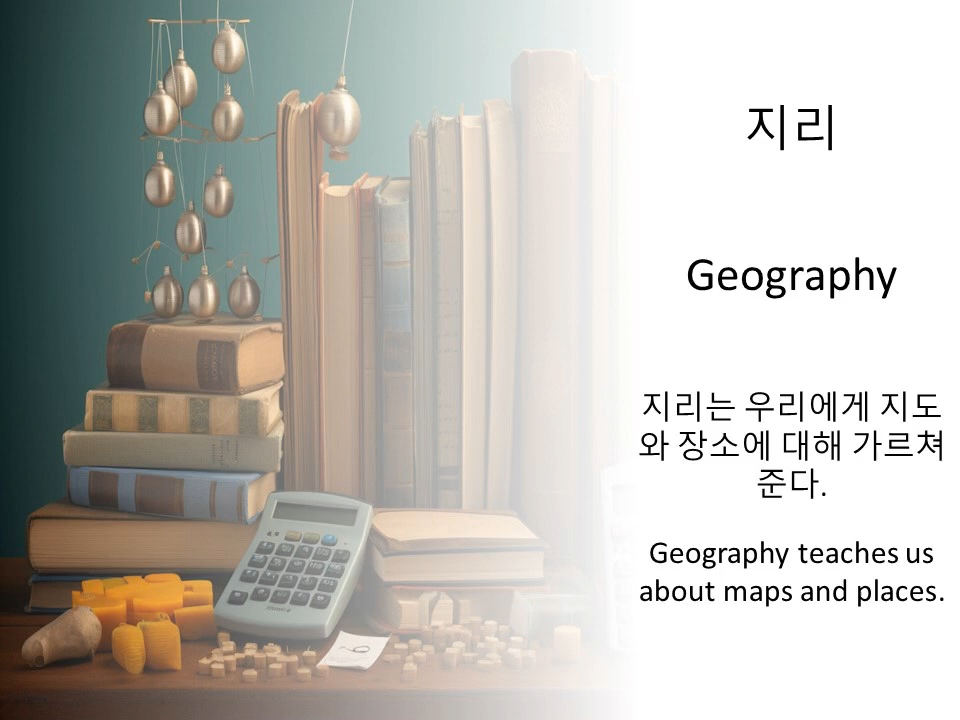 지리
Geography
지리는 우리에게 지도
와 장소에 대해 가르쳐
준다.
Geography teaches us
about maps and places.